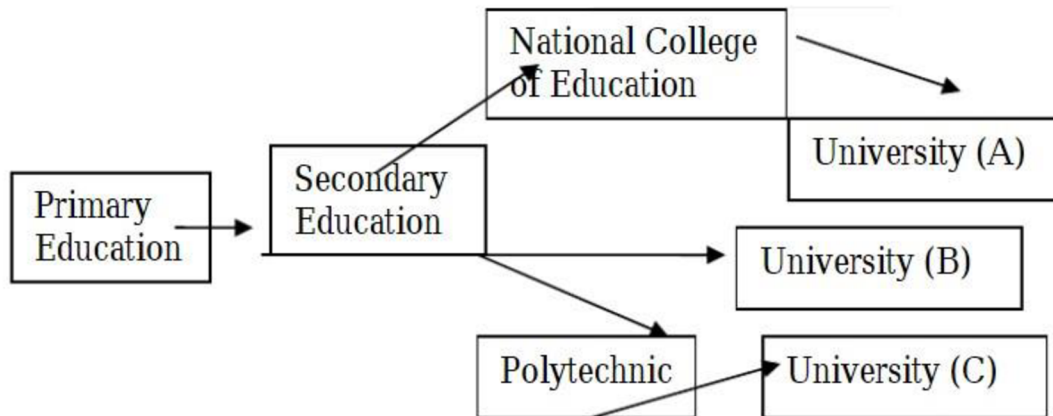 National College
of Education
University (A)
Secondary
Education
Primary
Education
University (B)
Polytechnic
University (C)